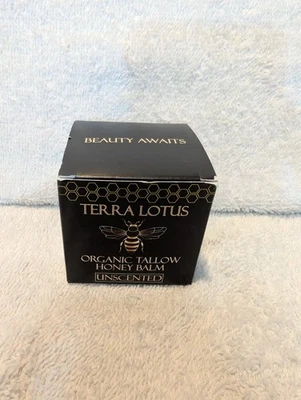 BEAUTY AWAITS
TERRA LOTUS
ORGANIC TALLOW
HONEY BALM
UNSCENTED